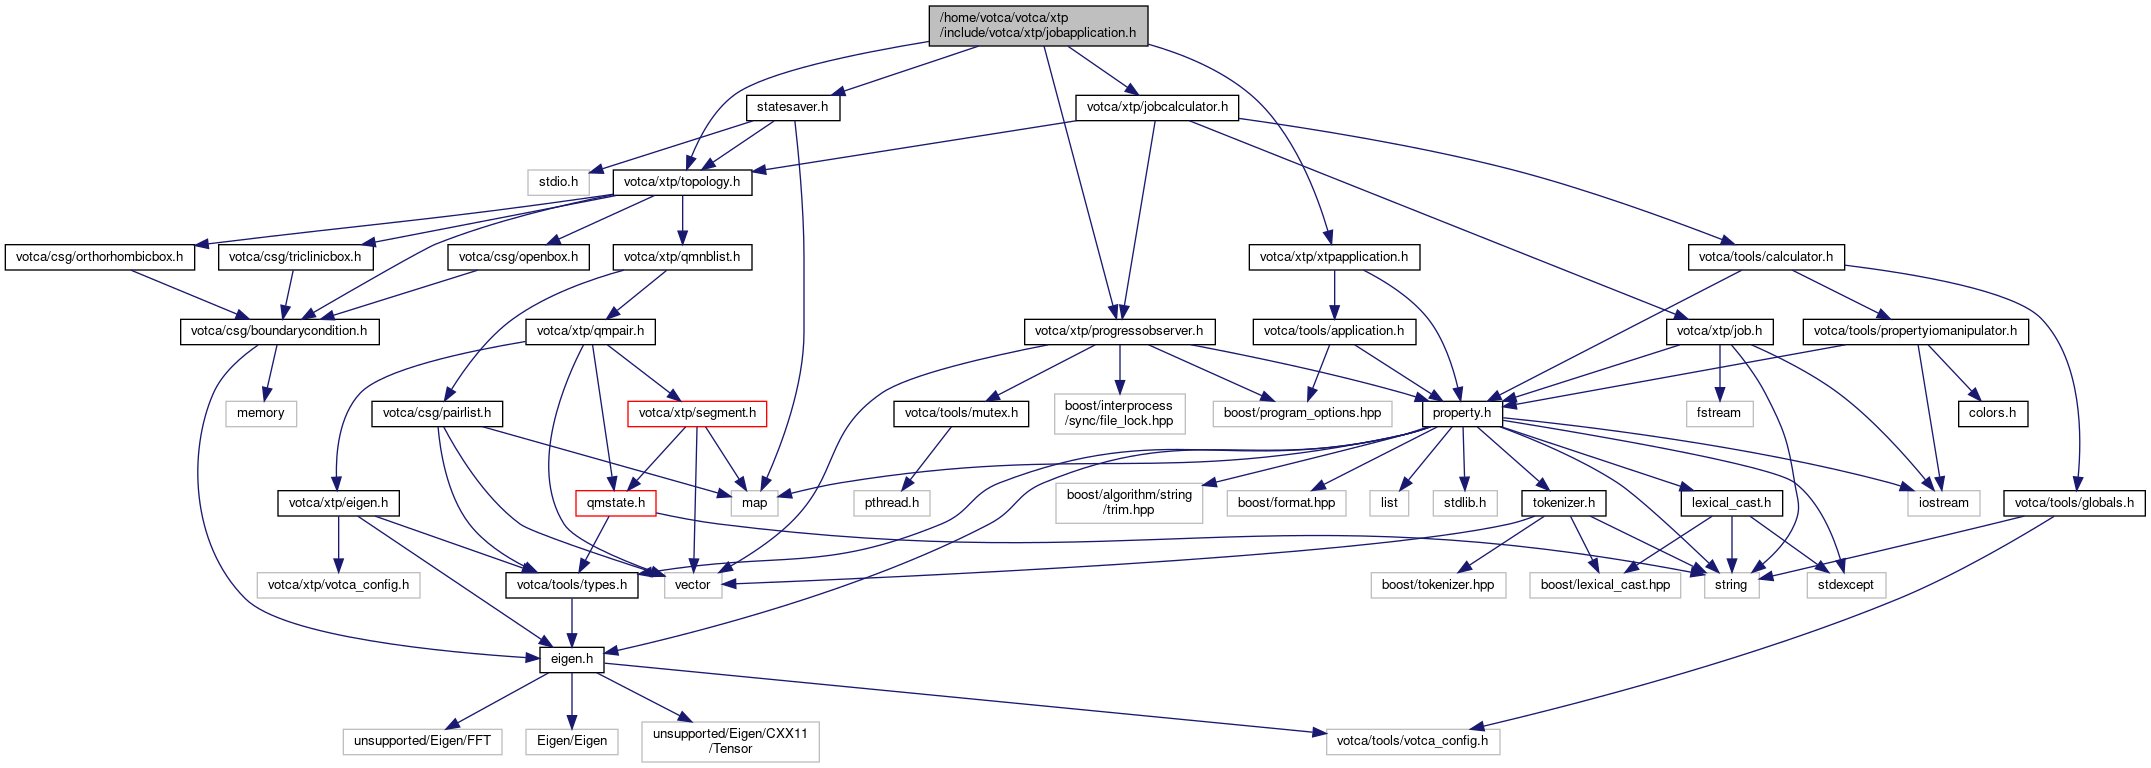 /home/votca/votca/xtp
/include/votca/xtp/jobapplication.h
statesaver.h
votca/xtp/jobcalculator.h
stdio.h
votca/xtp/topology.h
votca/csg/orthorhombicbox.h
votca/csg/triclinicbox.h
votca/csg/openbox.h
votca/xtp/qmnblist.h
votca/xtp/xtpapplication.h
votca/tools/calculator.h
votca/csg/boundarycondition.h
votca/xtp/qmpair.h
votca/xtp/progressobserver.h
votca/tools/application.h
votca/xtp/job.h
votca/tools/propertyiomanipulator.h
memory
votca/csg/pairlist.h
votca/xtp/segment.h
votca/tools/mutex.h
boost/interprocess
/sync/file_lock.hpp
boost/program_options.hpp
property.h
fstream
colors.h
votca/xtp/eigen.h
qmstate.h
map
pthread.h
boost/algorithm/string
/trim.hpp
boost/format.hpp
list
stdlib.h
tokenizer.h
lexical_cast.h
iostream
votca/tools/globals.h
votca/xtp/votca_config.h
votca/tools/types.h
vector
boost/tokenizer.hpp
boost/lexical_cast.hpp
string
stdexcept
eigen.h
unsupported/Eigen/FFT
Eigen/Eigen
unsupported/Eigen/CXX11
/Tensor
votca/tools/votca_config.h